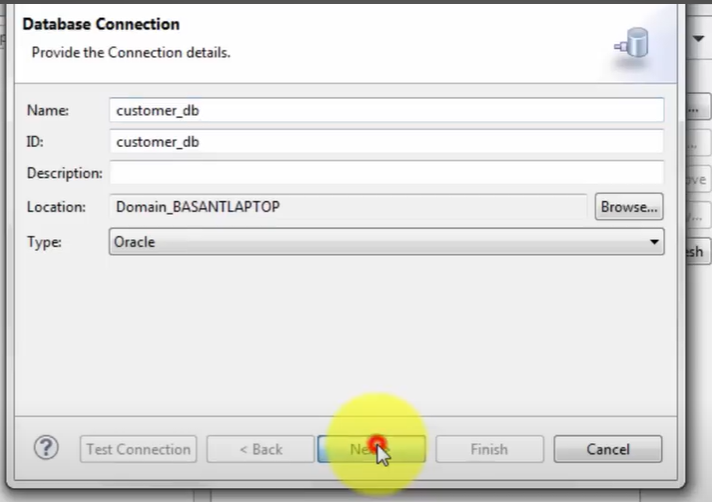 Database Connection
Provide the Connection details.
Name: customer_db
ID: customer_db
Description:
Location: Domain_BASANTLAPTOP Browse...
Type: Oracle
? Test Connection < Back Finish Cancel